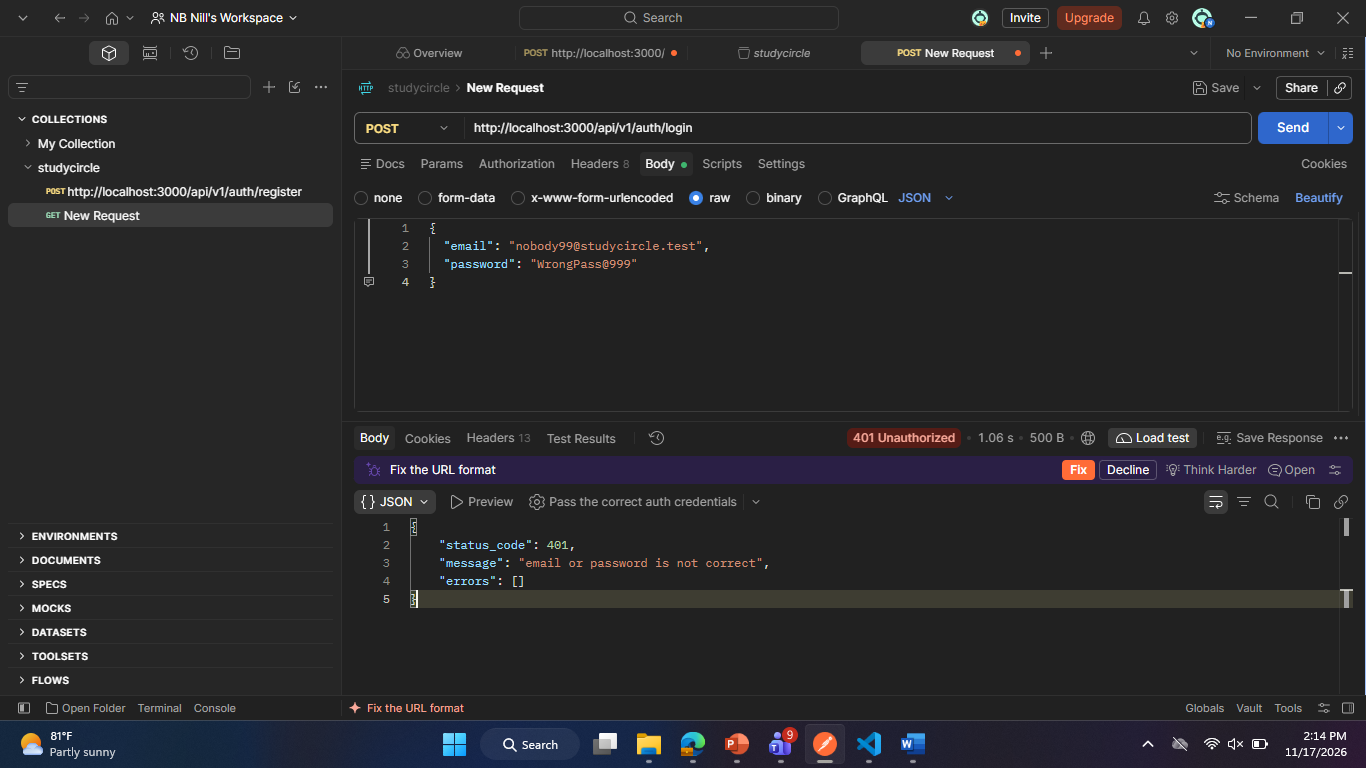 NB Nill's Workspace
Search
Invite
Upgrade
Overview
POST http://localhost:3000/
studycircle
POST New Request
No Environment
HTTP studycircle > New Request
Save
Share
COLLECTIONS
My Collection
studycircle
POST http://localhost:3000/api/v1/auth/register
GET New Request
ENVIRONMENTS
DOCUMENTS
SPECS
MOCKS
DATASETS
TOOLSETS
FLOWS
POST http://localhost:3000/api/v1/auth/login
Send
Docs Params Authorization Headers 8 Body Scripts Settings Cookies
none form-data x-www-form-urlencoded raw binary GraphQL JSON Schema Beautify
1 {
2 "email": "nobody99@studycircle.test",
3 "password": "WrongPass@999"
4 }
Body Cookies Headers 13 Test Results 401 Unauthorized 1.06 s 500 B Load test e.g. Save Response
Fix the URL format Fix Decline Think Harder Open
{} JSON Preview Pass the correct auth credentials
1 {
2 "status_code": 401,
3 "message": "email or password is not correct",
4 "errors": []
5 }
Open Folder Terminal Console Fix the URL format Globals Vault Tools
81°F
Partly sunny
Search
P
T
9
W
2:14 PM
11/17/2026